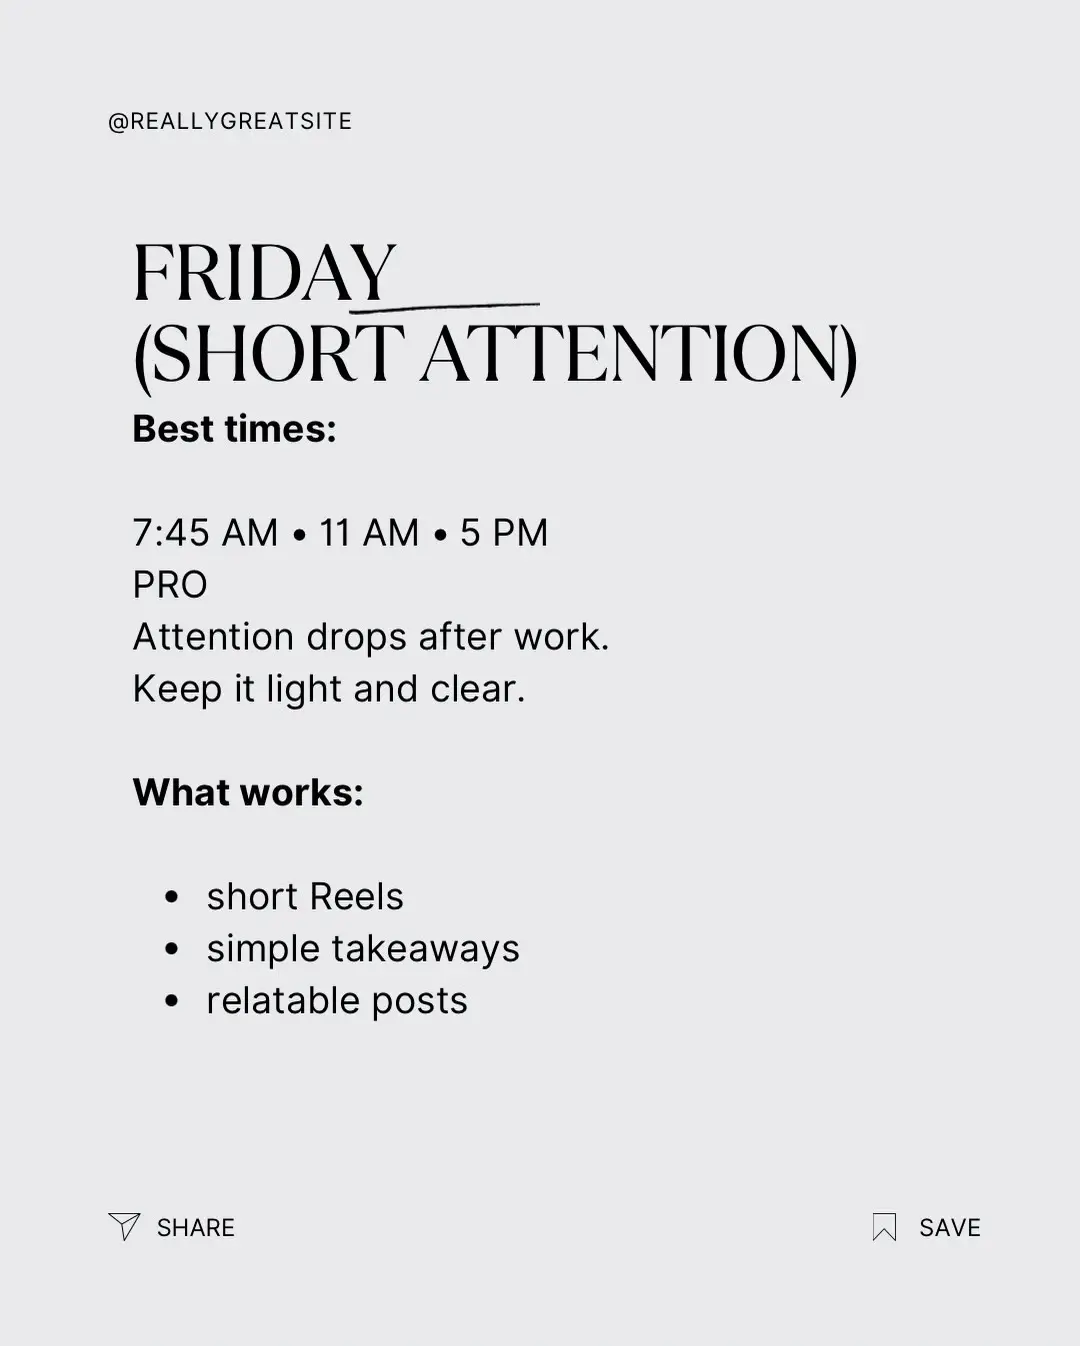 @REALLYGREATSITE
FRIDAY
(SHORT ATTENTION)
Best times:
7:45 AM • 11 AM • 5 PM
PRO
Attention drops after work.
Keep it light and clear.
What works:
• short Reels
• simple takeaways
• relatable posts
SHARE
SAVE